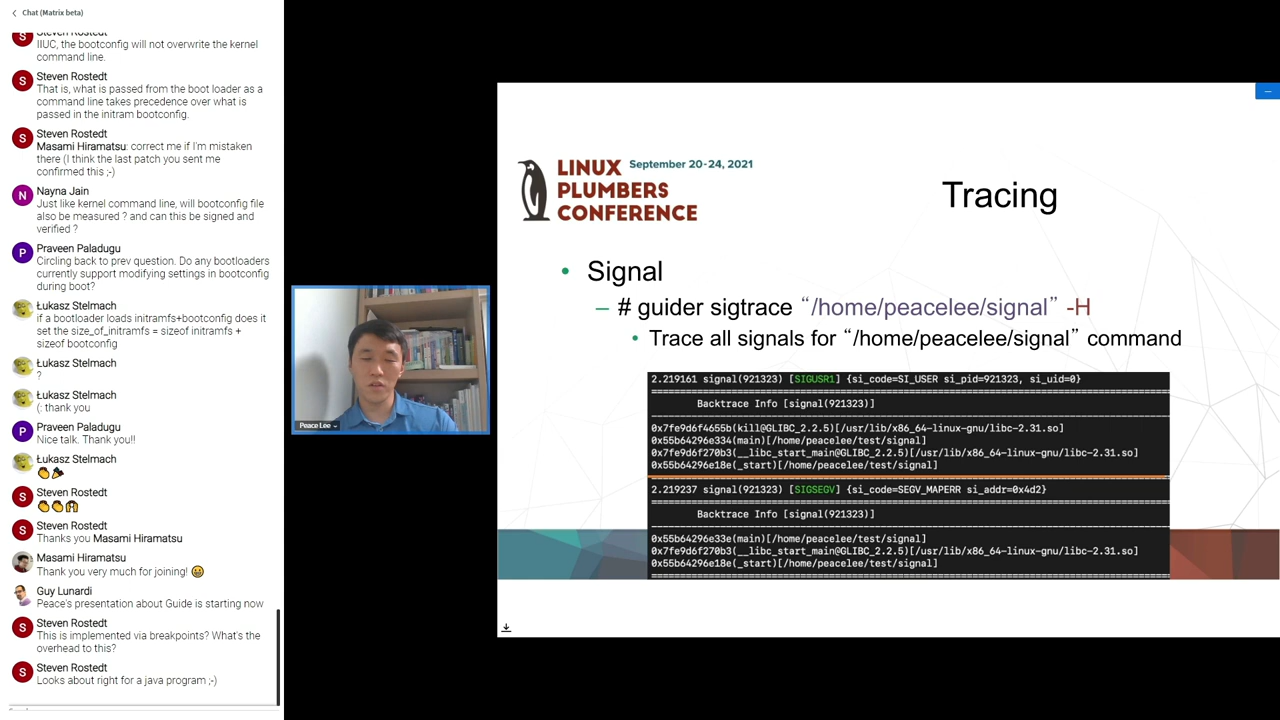 Chat (Matrix beta)
Steven Rostedt
IIUC, the bootconfig will not overwrite the kernel
command line.
Steven Rostedt
That is, what is passed from the boot loader as a
command line takes precedence over what is
passed in the initram bootconfig.
Steven Rostedt
Masami Hiramatsu: correct me if I'm mistaken
there (I think the last patch you sent me
confirmed this ;-)
Nayna Jain
Just like kernel command line, will bootconfig file
also be measured ? and can this be signed and
verified ?
Praveen Paladugu
Circling back to prev question. Do any bootloaders
currently support modifying settings in bootconfig
during boot?
Łukasz Stelmach
if a bootloader loads initramfs+bootconfig does it
set the size_of_initramfs = sizeof initramfs +
sizeof bootconfig
Łukasz Stelmach
?
Łukasz Stelmach
(: thank you
Praveen Paladugu
Nice talk. Thank you!!
Łukasz Stelmach
👏🎉
Steven Rostedt
👏👏🙌
Steven Rostedt
Thanks you Masami Hiramatsu
Masami Hiramatsu
Thank you very much for joining! 😀
Guy Lunardi
Peace's presentation about Guide is starting now
Steven Rostedt
This is implemented via breakpoints? What's the
overhead to this?
Steven Rostedt
Looks about right for a java program ;-)
Peace Lee
LINUX September 20-24, 2021
PLUMBERS
CONFERENCE
Tracing
• Signal
– # guider sigtrace “/home/peacelee/signal” -H
• Trace all signals for “/home/peacelee/signal” command
2.219161 signal(921323) [SIGUSR1] {si_code=SI_USER si_pid=921323, si_uid=0}
Backtrace Info [signal(921323)]
0x7fe9d6f4655b(kill@GLIBC_2.2.5)[/usr/lib/x86_64-linux-gnu/libc-2.31.so]
0x55b64296e334(main)[/home/peacelee/test/signal]
0x7fe9d6f270b3(__libc_start_main@GLIBC_2.2.5)[/usr/lib/x86_64-linux-gnu/libc-2.31.so]
0x55b64296e18e(_start)[/home/peacelee/test/signal]
2.219237 signal(921323) [SIGSEGV] {si_code=SEGV_MAPERR si_addr=0x4d2}
Backtrace Info [signal(921323)]
0x55b64296e33e(main)[/home/peacelee/test/signal]
0x7fe9d6f270b3(__libc_start_main@GLIBC_2.2.5)[/usr/lib/x86_64-linux-gnu/libc-2.31.so]
0x55b64296e18e(_start)[/home/peacelee/test/signal]